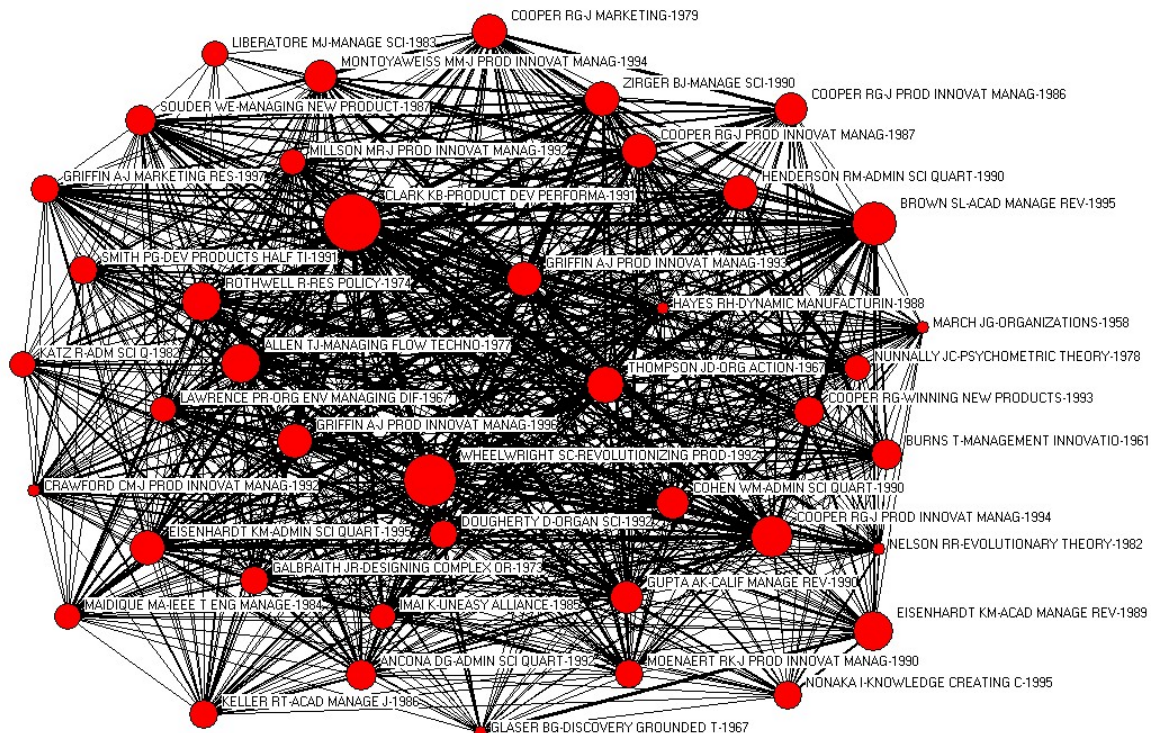 COOPER RG-J MARKETING-1979
LIBERATORE MJ-MANAGE SCI-1983
MONTOYAWEISS MM-J PROD INNOVAT MANAG-1994
ZIRGER BJ-MANAGE SCI-1990
COOPER RG-J PROD INNOVAT MANAG-1986
SOUDER WE-MANAGING NEW PRODUCT-1987
COOPER RG-J PROD INNOVAT MANAG-1987
MILLSON MR-J PROD INNOVAT MANAG-1992
GRIFFIN A-J MARKETING RES-1997
HENDERSON RM-ADMIN SCI QUART-1990
CLARK KB-PRODUCT DEV PERFORMA-1991
BROWN SL-ACAD MANAGE REV-1995
SMITH PG-DEV PRODUCTS HALF TI-1991
GRIFFIN A-J PROD INNOVAT MANAG-1993
ROTHWELL R-RES POLICY-1974
HAYES RH-DYNAMIC MANUFACTURIN-1988
MARCH JG-ORGANIZATIONS-1958
ALLEN TJ-MANAGING FLOW TECHNO-1977
KATZ R-ADM SCI Q-1982
NUNNALLY JC-PSYCHOMETRIC THEORY-1978
THOMPSON JD-ORG ACTION-1967
LAWRENCE PR-ORG ENV MANAGING DIF-1967
COOPER RG-WINNING NEW PRODUCTS-1993
GRIFFIN A-J PROD INNOVAT MANAG-1996
BURNS T-MANAGEMENT INNOVATIO-1961
WHEELWRIGHT SC-REVOLUTIONIZING PROD-1992
CRAWFORD CM-J PROD INNOVAT MANAG-1992
COHEN WM-ADMIN SCI QUART-1990
DOUGHERTY D-ORGAN SCI-1992
COOPER RG-J PROD INNOVAT MANAG-1994
EISENHARDT KM-ADMIN SCI QUART-1995
NELSON RR-EVOLUTIONARY THEORY-1982
GALBRAITH JR-DESIGNING COMPLEX OR-1973
GUPTA AK-CALIF MANAGE REV-1990
MAIDIQUE MA-IEEE T ENG MANAGE-1984
IMAI K-UNEASY ALLIANCE-1985
EISENHARDT KM-ACAD MANAGE REV-1989
ANCONA DG-ADMIN SCI QUART-1992
MOENAERT RK-J PROD INNOVAT MANAG-1990
NONAKA I-KNOWLEDGE CREATING C-1995
KELLER RT-ACAD MANAGE J-1986
GLASER BG-DISCOVERY GROUNDED T-1967